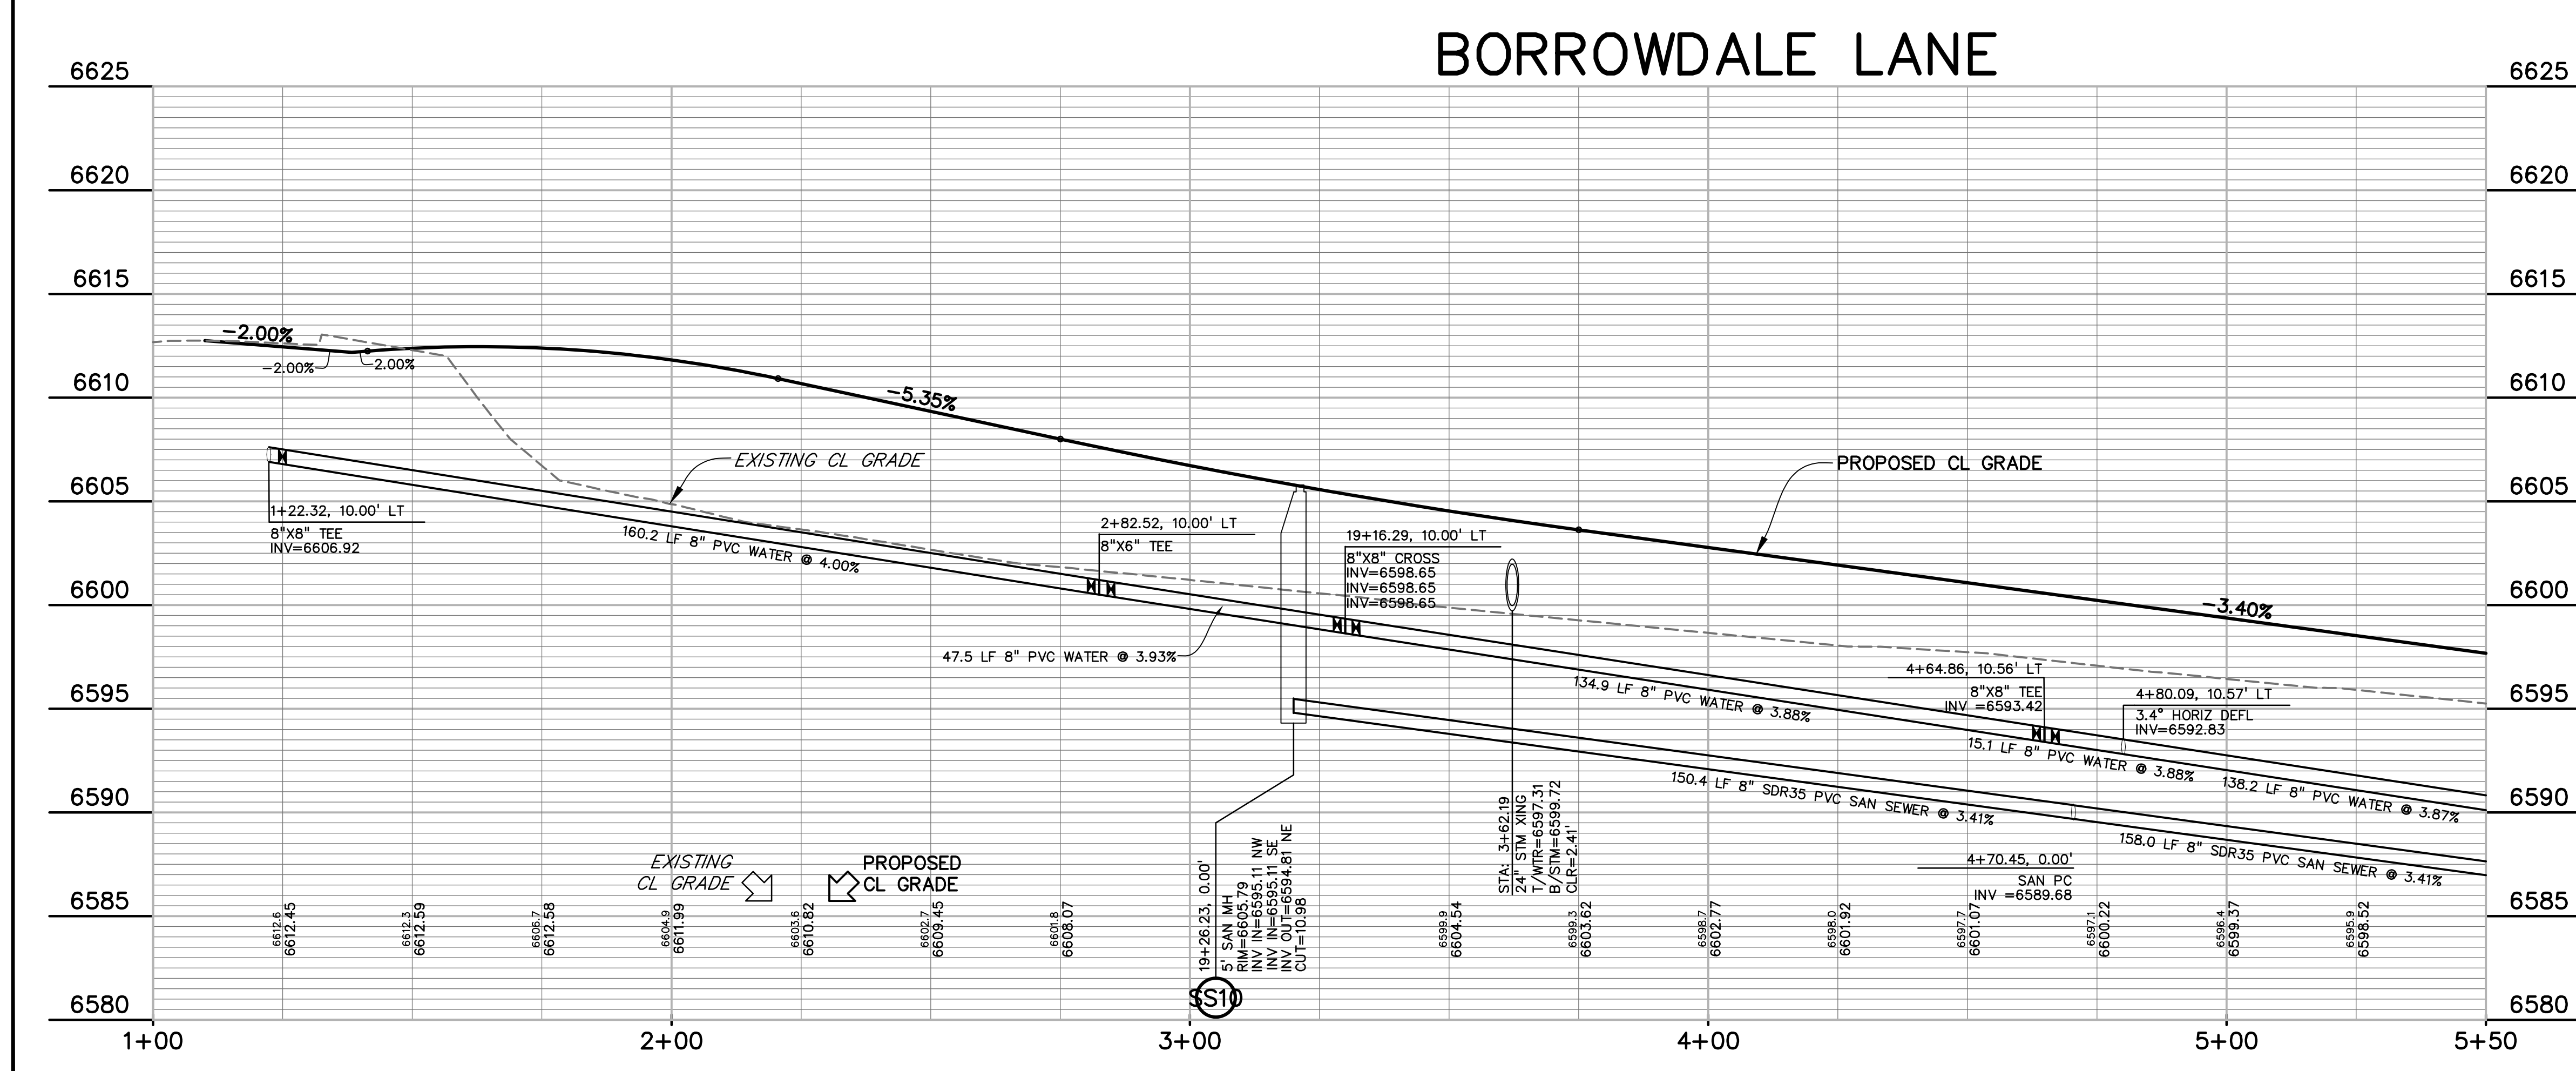 BORROWDALE LANE
6625
6625
6620
6620
6615
6615
6610
6610
6605
6605
6600
6600
6595
6595
6590
6590
6585
6585
6580
6580
-2.00%
-2.00%
2.00%
-5.35%
EXISTING CL GRADE
PROPOSED CL GRADE
-3.40%
1+22.32, 10.00' LT
8"X8" TEE
INV=6606.92
160.2 LF 8" PVC WATER @ 4.00%
2+82.52, 10.00' LT
8"X6" TEE
19+16.29, 10.00' LT
8"X8" CROSS
INV=6598.65
INV=6598.65
INV=6598.65
47.5 LF 8" PVC WATER @ 3.93%
134.9 LF 8" PVC WATER @ 3.88%
4+64.86, 10.56' LT
8"X8" TEE
INV =6593.42
4+80.09, 10.57' LT
3.4° HORIZ DEFL
INV=6592.83
15.1 LF 8" PVC WATER @ 3.88%
138.2 LF 8" PVC WATER @ 3.87%
150.4 LF 8" SDR35 PVC SAN SEWER @ 3.41%
158.0 LF 8" SDR35 PVC SAN SEWER @ 3.41%
4+70.45, 0.00'
SAN PC
INV =6589.68
STA: 3+62.19
24" STM XING
T/WTR=6597.31
B/STM=6599.72
CLR=2.41'
19+26.23, 0.00'
5' SAN MH
RIM=6605.79
INV IN=6595.11 NW
INV IN=6595.11 SE
INV OUT=6594.81 NE
CUT=10.98
SS10
EXISTING
CL GRADE
PROPOSED
CL GRADE
6612.6
6612.45
6612.3
6612.59
6606.7
6612.58
6604.9
6611.99
6603.6
6610.82
6602.7
6609.45
6601.8
6608.07
6599.9
6604.54
6599.3
6603.62
6598.7
6602.77
6598.0
6601.92
6597.7
6601.07
6597.1
6600.22
6596.4
6599.37
6595.9
6598.52
1+00
2+00
3+00
4+00
5+00
5+50